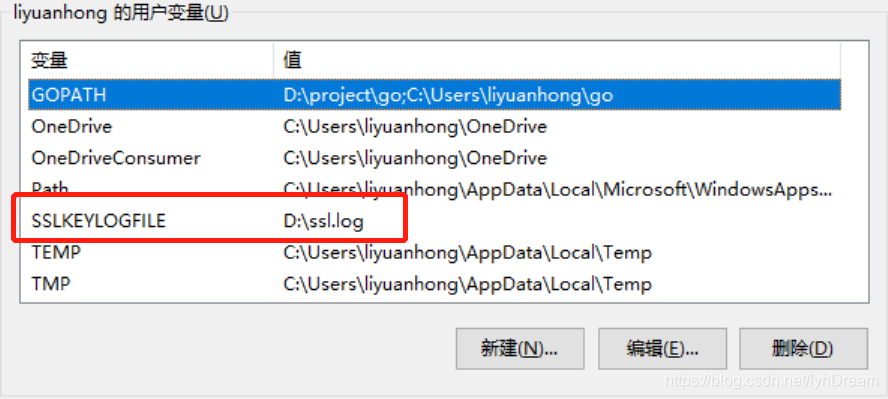 liyuanhong 的用户变量(U)
变量 值
GOPATH D:\project\go;C:\Users\liyuanhong\go
OneDrive C:\Users\liyuanhong\OneDrive
OneDriveConsumer C:\Users\liyuanhong\OneDrive
Path C:\Users\liyuanhong\AppData\Local\Microsoft\WindowsApps...
SSLKEYLOGFILE D:\ssl.log
TEMP C:\Users\liyuanhong\AppData\Local\Temp
TMP C:\Users\liyuanhong\AppData\Local\Temp
新建(N)... 编辑(E)... 删除(D)
https://blog.csdn.net/lyhDream